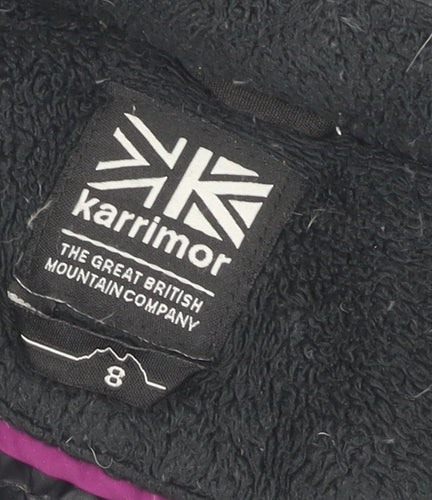 karrimor
THE GREAT BRITISH
MOUNTAIN COMPANY
8